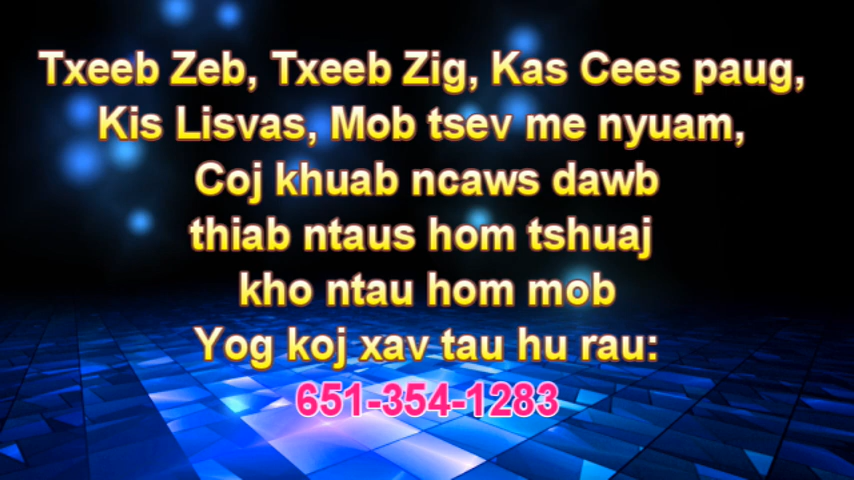 Txeeb Zeb, Txeeb Zig, Kas Cees paug,
Kis Lisvas, Mob tsev me nyuam,
Coj khuab ncaws dawb
thiab ntaus hom tshuaj
kho ntau hom mob
Yog koj xav tau hu rau:
651-354-1283